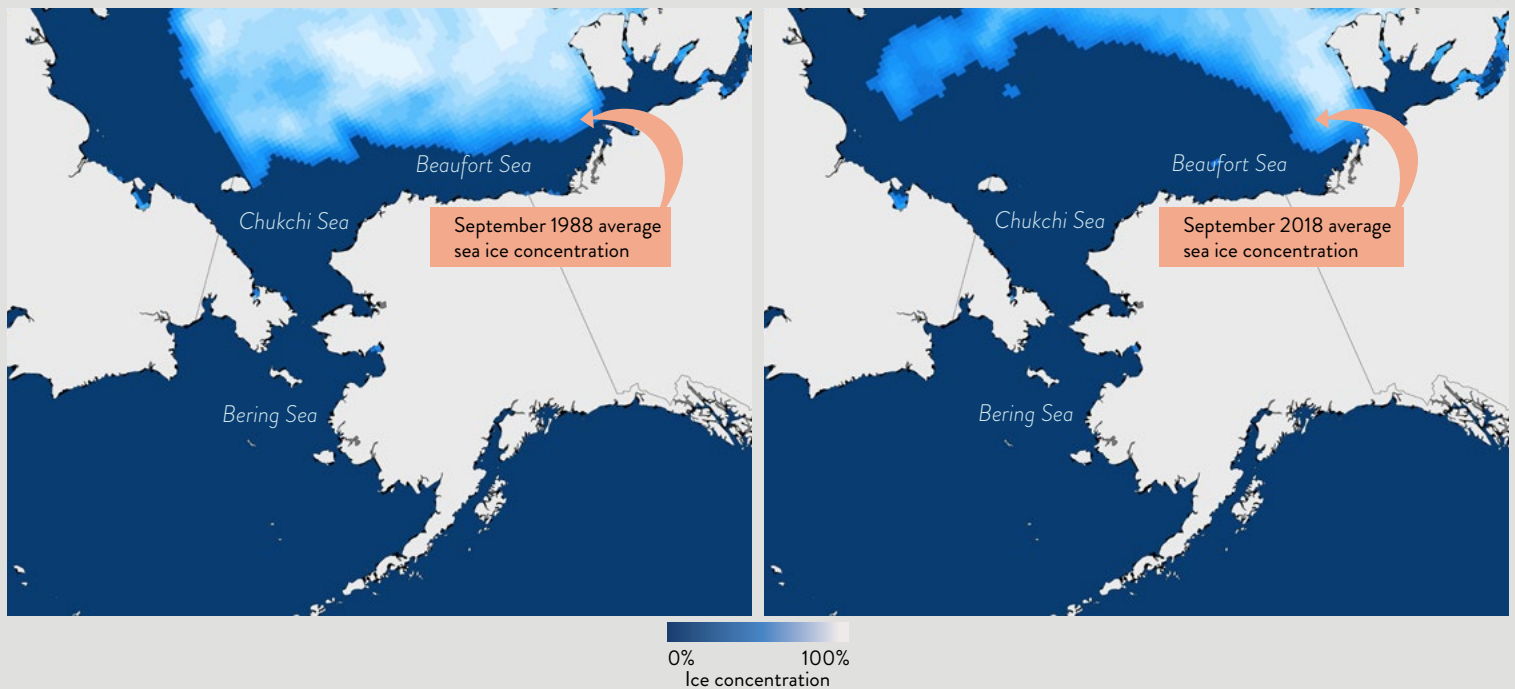 Beaufort Sea
Chukchi Sea
September 1988 average
sea ice concentration
Bering Sea
Beaufort Sea
Chukchi Sea
September 2018 average
sea ice concentration
Bering Sea
0% 100%
Ice concentration